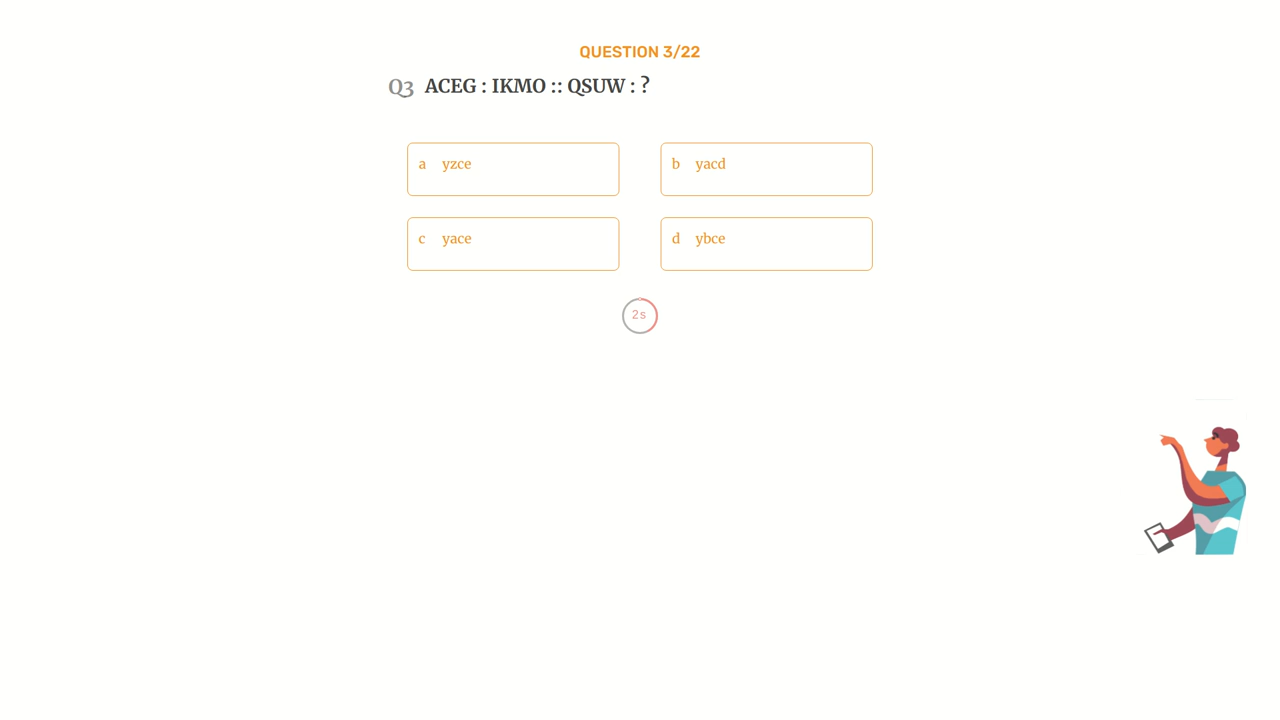 QUESTION 3/22
Q3 ACEG : IKMO :: QSUW : ?
a yzce
b yacd
c yace
d ybce
2s